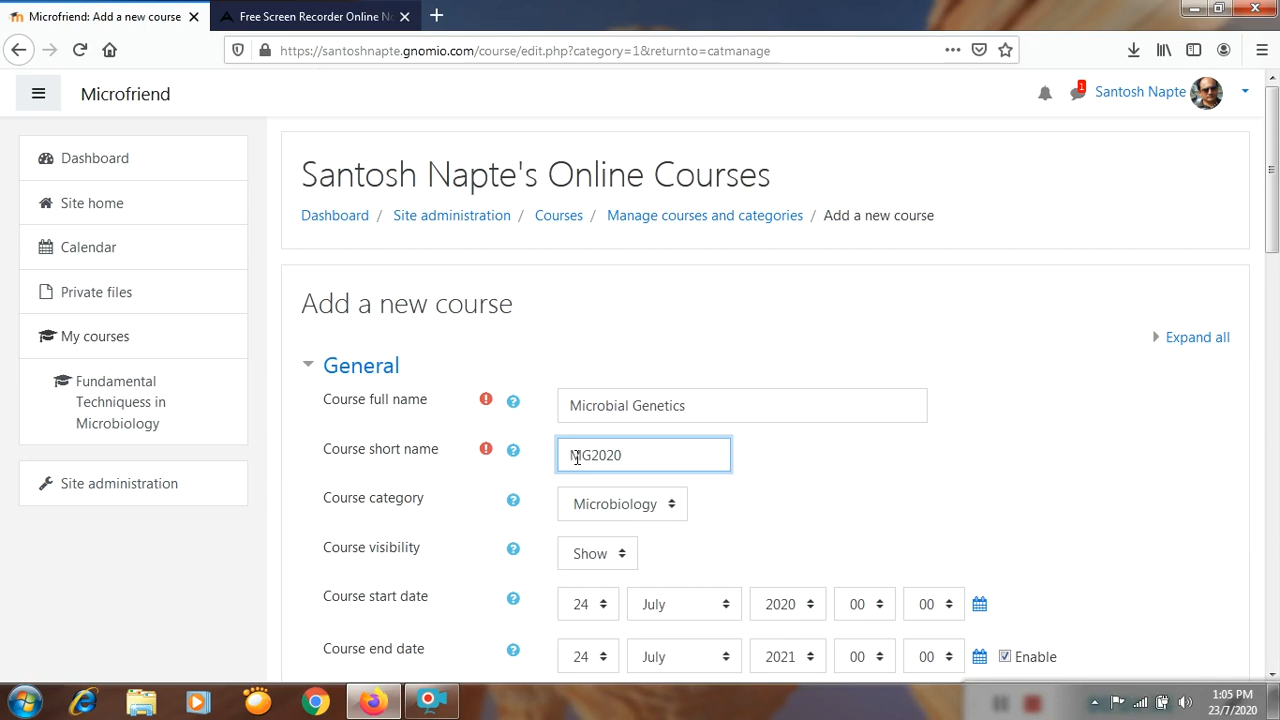 Microfriend: Add a new course
Free Screen Recorder Online N
https://santoshnapte.gnomio.com/course/edit.php?category=1&returnto=catmanage
Microfriend
1
Santosh Napte
Dashboard
Site home
Calendar
Private files
My courses
Fundamental
Techniquess in
Microbiology
Site administration
Santosh Napte's Online Courses
Dashboard / Site administration / Courses / Manage courses and categories / Add a new course
Add a new course
Expand all
General
Course full name
Microbial Genetics
Course short name
MG2020
Course category
Microbiology
Course visibility
Show
Course start date
24 July 2020 00 00
Course end date
24 July 2021 00 00 Enable
1:05 PM
23/7/2020